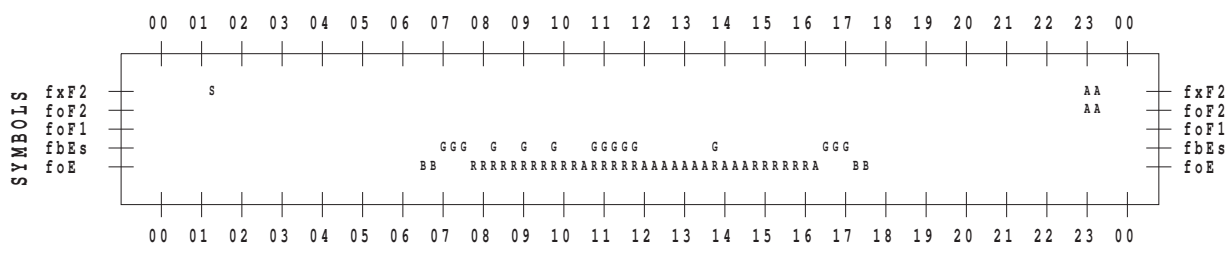 00 01 02 03 04 05 06 07 08 09 10 11 12 13 14 15 16 17 18 19 20 21 22 23 00
SYMBOLS
fxF2 S AA fxF2
foF2 AA foF2
foF1 foF1
fbEs GGG G G G GGGGG G GGG fbEs
foE BB RRRRRRRRRRRARRRRRAAAAAAARAAARRRRRRA BB foE
00 01 02 03 04 05 06 07 08 09 10 11 12 13 14 15 16 17 18 19 20 21 22 23 00